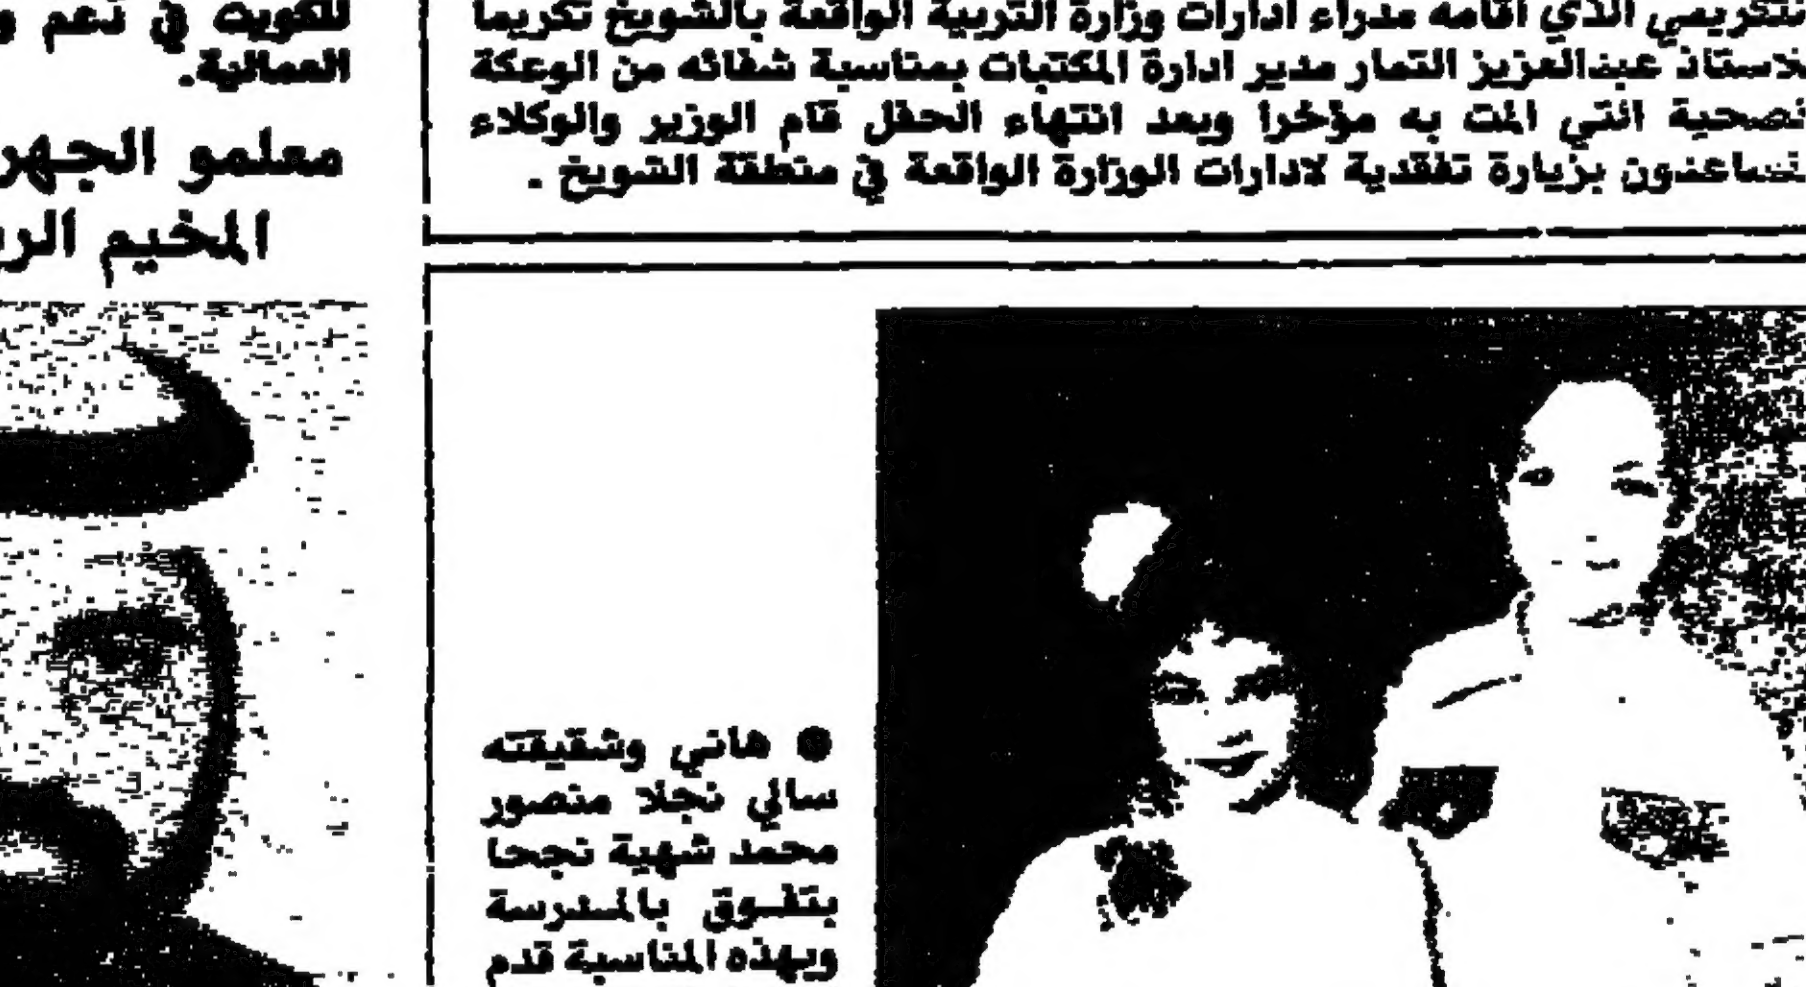 للكويت في دعم
العمالية.
معلمو الجهر
المخيم الر
التكريمي الذي اقامه مدراء ادارات وزارة التربية الواقعة بالشويخ تكريما
للاستاذ عبدالعزيز التمار مدير ادارة المكتبات بمناسبة شفائه من الوعكة
الصحية التي المت به مؤخرا وبعد انتهاء الحفل قام الوزير والوكلاء
المساعدون بزيارة تفقدية لادارات الوزارة الواقعة في منطقة الشويخ .
● هاني وشقيقته
سالي نجلا منصور
محمد شهية نجحا
بتفوق بالمدرسة
وبهذه المناسبة قدم